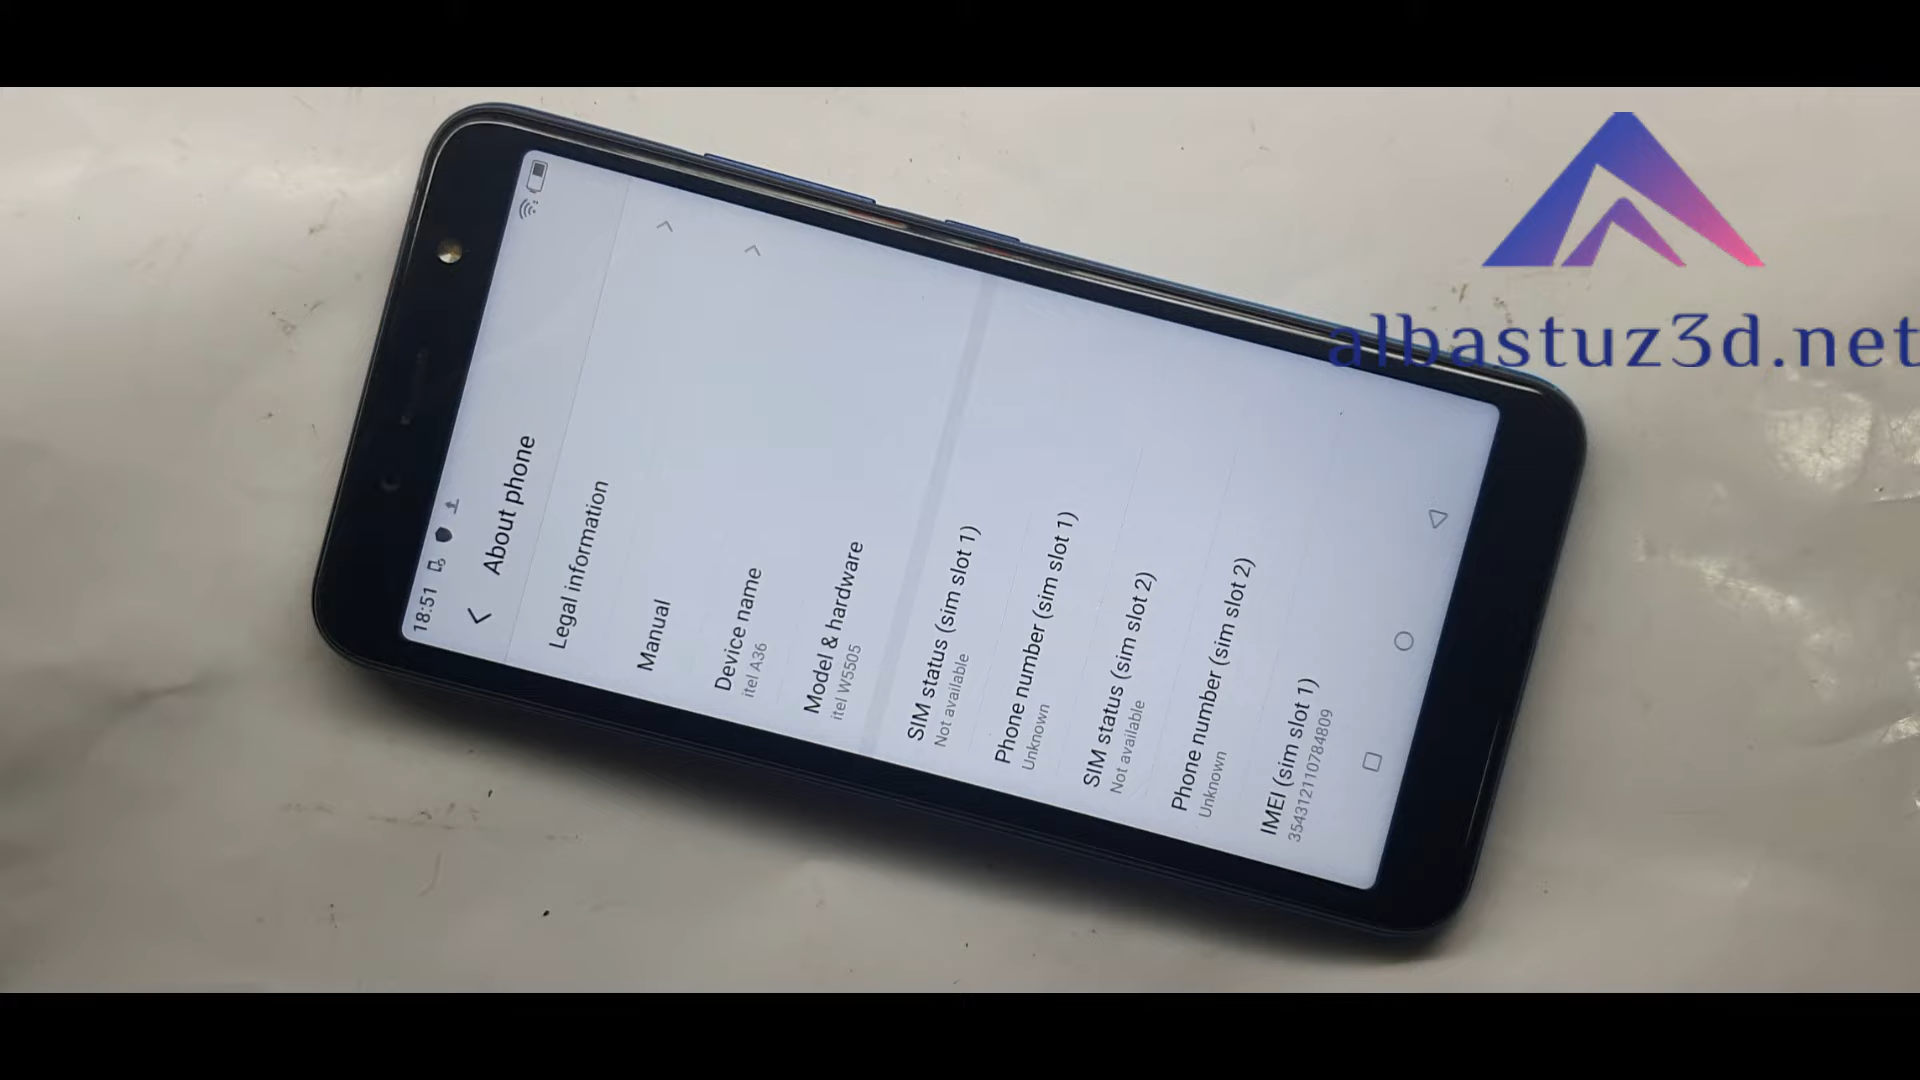 18:51
About phone
Legal information
Manual
Device name
itel A36
Model & hardware
itel W5505
SIM status (sim slot 1)
Not available
Phone number (sim slot 1)
Unknown
SIM status (sim slot 2)
Not available
Phone number (sim slot 2)
Unknown
IMEI (sim slot 1)
354312110784809
albastuz3d.net